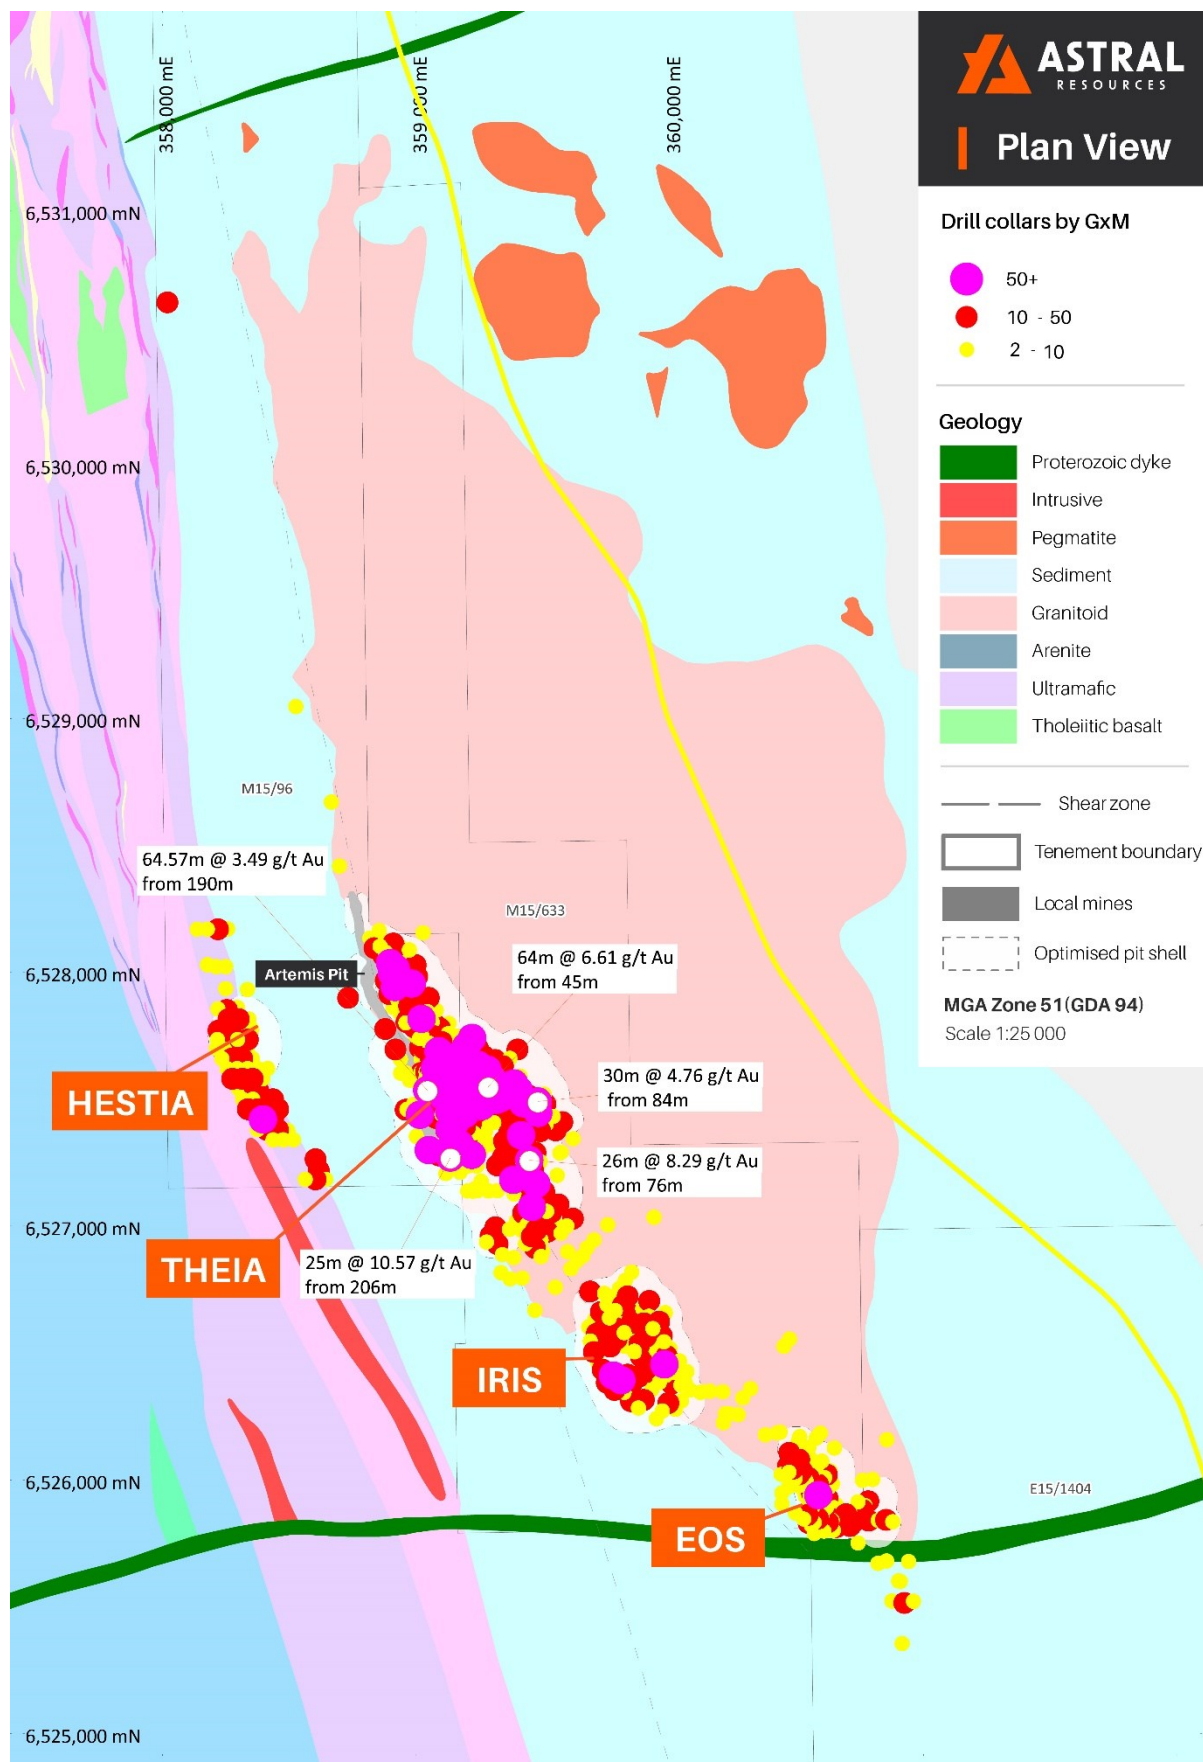 ASTRAL
RESOURCES
Plan View
358,000 mE
359,000 mE
360,000 mE
6,531,000 mN
6,530,000 mN
6,529,000 mN
6,528,000 mN
6,527,000 mN
6,526,000 mN
6,525,000 mN
M15/96
64.57m @ 3.49 g/t Au
from 190m
M15/633
64m @ 6.61 g/t Au
from 45m
Artemis Pit
30m @ 4.76 g/t Au
from 84m
HESTIA
26m @ 8.29 g/t Au
from 76m
THEIA
25m @ 10.57 g/t Au
from 206m
IRIS
E15/1404
EOS
Drill collars by GxM
50+
10 - 50
2 - 10
Geology
Proterozoic dyke
Intrusive
Pegmatite
Sediment
Granitoid
Arenite
Ultramafic
Tholeiitic basalt
Shear zone
Tenement boundary
Local mines
Optimised pit shell
MGA Zone 51 (GDA 94)
Scale 1:25 000